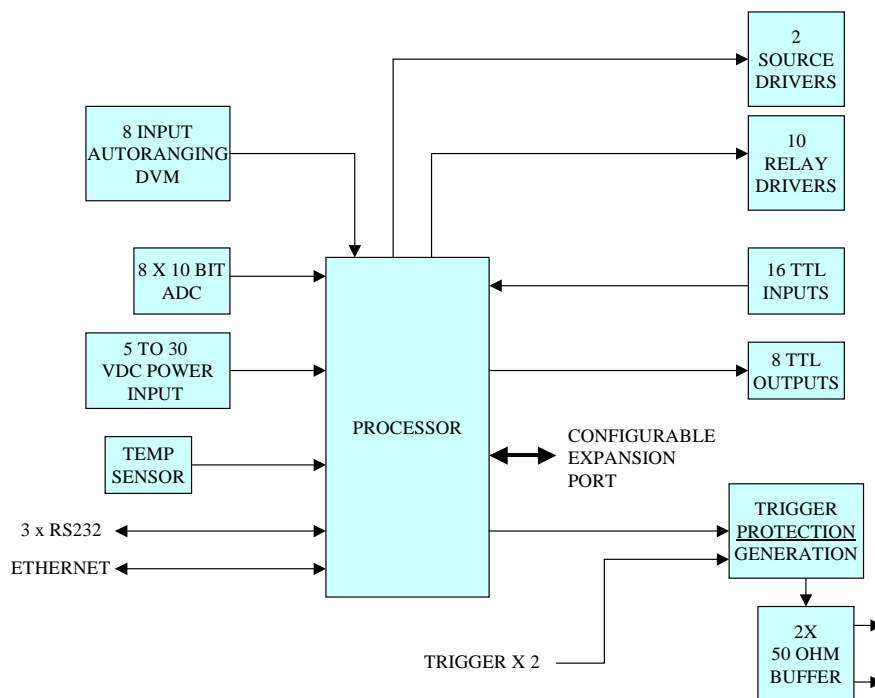 2
SOURCE
DRIVERS
8 INPUT
AUTORANGING
DVM
10
RELAY
DRIVERS
8 X 10 BIT
ADC
16 TTL
INPUTS
5 TO 30
VDC POWER
INPUT
8 TTL
OUTPUTS
PROCESSOR
TEMP
SENSOR
CONFIGURABLE
EXPANSION
PORT
3 x RS232
ETHERNET
TRIGGER
PROTECTION
GENERATION
TRIGGER X 2
2X
50 OHM
BUFFER